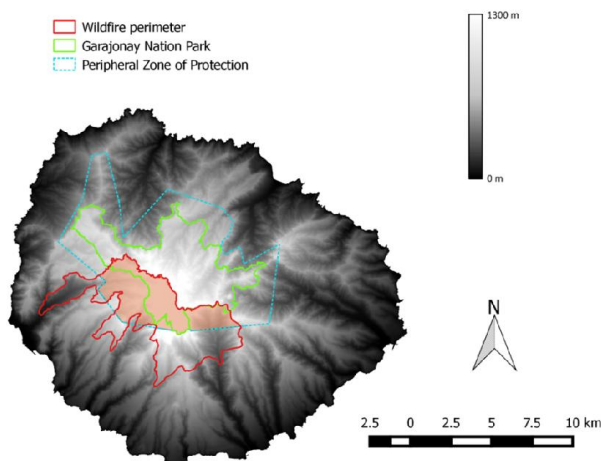 Wildfire perimeter
Garajonay Nation Park
Peripheral Zone of Protection
1300 m
0 m
N
2.5 0 2.5 5 7.5 10 km